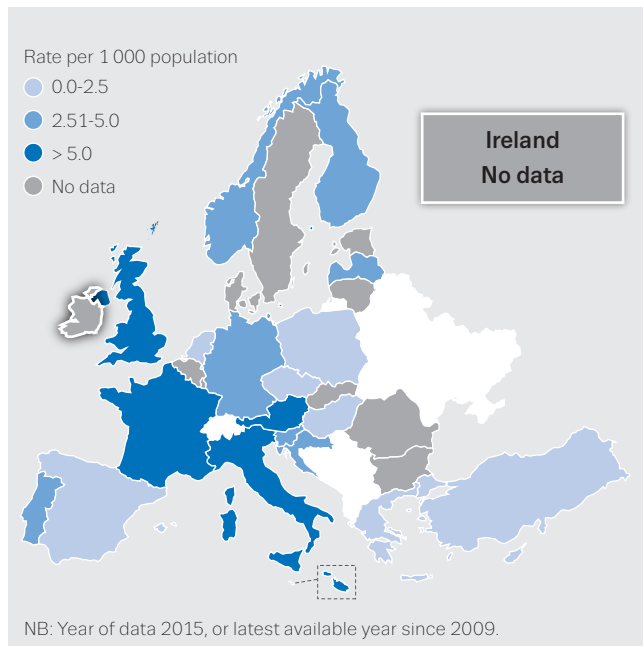 Rate per 1 000 population
0.0-2.5
2.51-5.0
> 5.0
No data
Ireland
No data
NB: Year of data 2015, or latest available year since 2009.